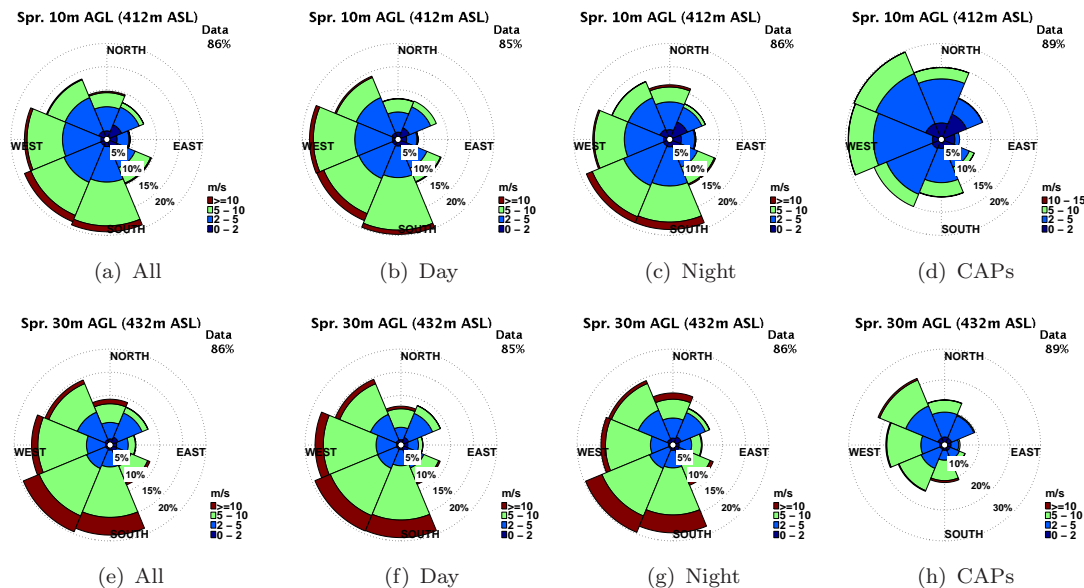 Spr. 10m AGL (412m ASL)
Data
86%
NORTH
WEST
EAST
SOUTH
5%
10%
15%
20%
m/s
>=10
5 – 10
2 – 5
0 – 2
(a) All
Spr. 10m AGL (412m ASL)
Data
85%
NORTH
WEST
EAST
SOUTH
5%
10%
15%
20%
m/s
>=10
5 – 10
2 – 5
0 – 2
(b) Day
Spr. 10m AGL (412m ASL)
Data
86%
NORTH
WEST
EAST
SOUTH
5%
10%
15%
20%
m/s
>=10
5 – 10
2 – 5
0 – 2
(c) Night
Spr. 10m AGL (412m ASL)
Data
89%
NORTH
WEST
EAST
SOUTH
5%
10%
15%
20%
m/s
10 – 15
5 – 10
2 – 5
0 – 2
(d) CAPs
Spr. 30m AGL (432m ASL)
Data
86%
NORTH
WEST
EAST
SOUTH
5%
10%
15%
20%
m/s
>=10
5 – 10
2 – 5
0 – 2
(e) All
Spr. 30m AGL (432m ASL)
Data
85%
NORTH
WEST
EAST
SOUTH
5%
10%
15%
20%
m/s
>=10
5 – 10
2 – 5
0 – 2
(f) Day
Spr. 30m AGL (432m ASL)
Data
86%
NORTH
WEST
EAST
SOUTH
5%
10%
15%
20%
m/s
>=10
5 – 10
2 – 5
0 – 2
(g) Night
Spr. 30m AGL (432m ASL)
Data
89%
NORTH
WEST
EAST
SOUTH
10%
20%
30%
m/s
>=10
5 – 10
2 – 5
0 – 2
(h) CAPs